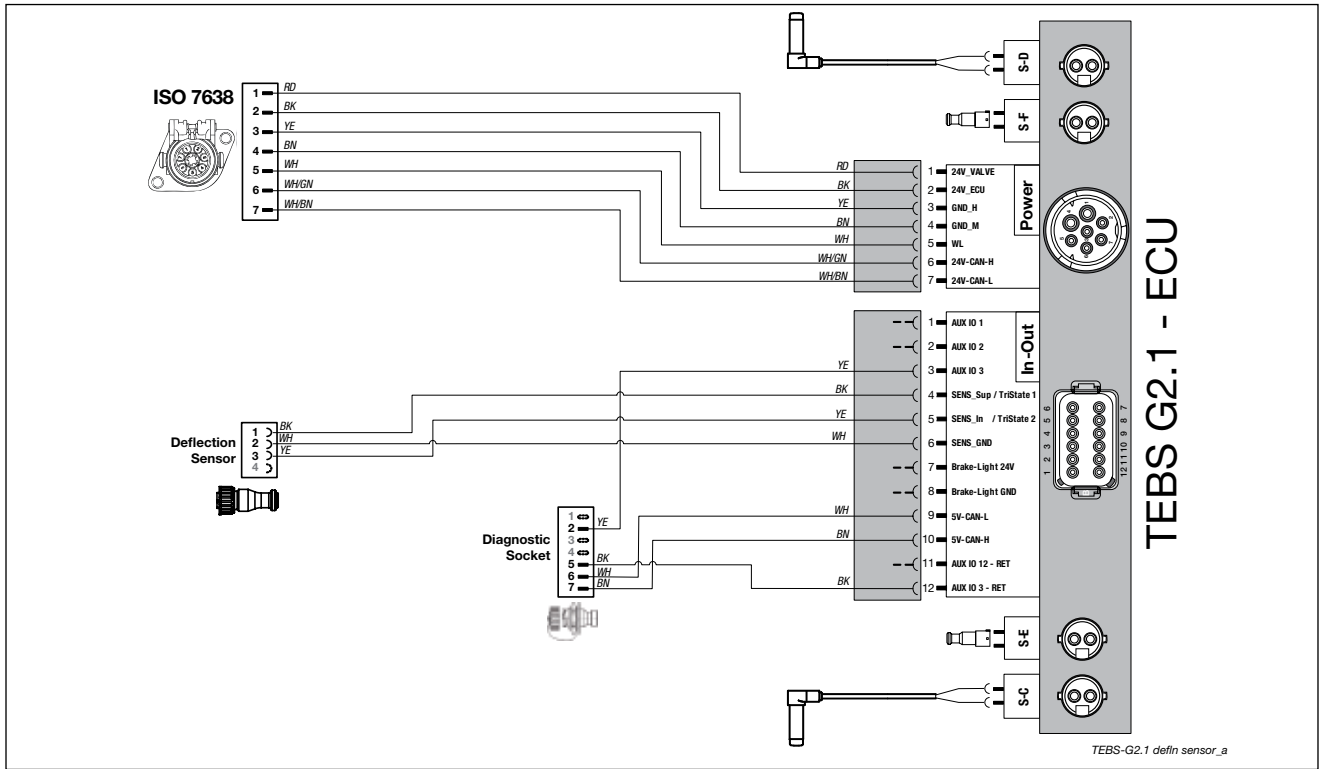 ISO 7638
1 RD
2 BK
3 YE
4 BN
5 WH
6 WH/GN
7 WH/BN
S-D
S-F
RD 1 24V_VALVE
BK 2 24V_ECU
YE 3 GND_H
BN 4 GND_M
WH 5 WL
WH/GN 6 24V-CAN-H
WH/BN 7 24V-CAN-L
Power
1 AUX IO 1
2 AUX IO 2
YE 3 AUX IO 3
BK 4 SENS_Sup / TriState 1
YE 5 SENS_In / TriState 2
WH 6 SENS_GND
7 Brake-Light 24V
8 Brake-Light GND
WH 9 5V-CAN-L
BN 10 5V-CAN-H
11 AUX IO 12 - RET
BK 12 AUX IO 3 - RET
In-Out
1 2 3 4 5 6
12 11 10 9 8 7
TEBS G2.1 - ECU
Deflection
Sensor
1 BK
2 WH
3 YE
4
Diagnostic
Socket
1
2 YE
3
4
5 BK
6 WH
7 BN
S-E
S-C
TEBS-G2.1 defln sensor_a